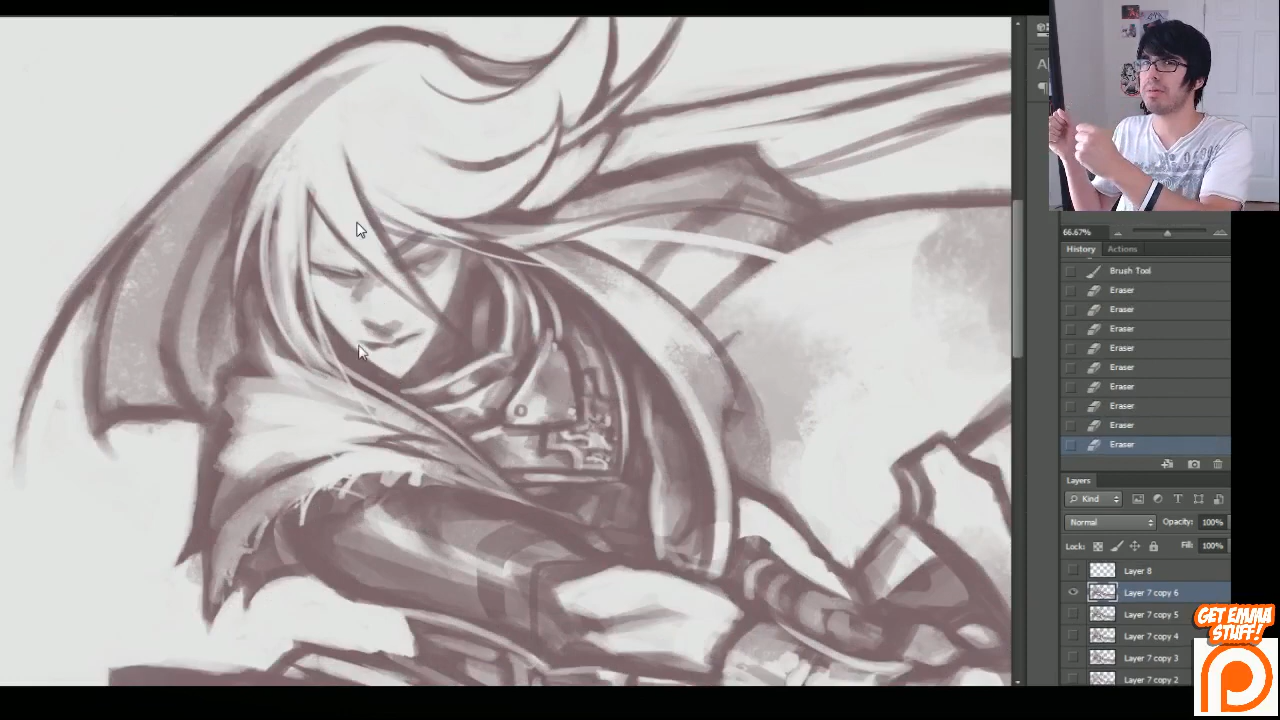 66.67%
History Actions
Brush Tool
Eraser
Eraser
Eraser
Eraser
Eraser
Eraser
Eraser
Eraser
Eraser
Layers
Kind
Normal Opacity: 100%
Lock: Fill: 100%
Layer 8
Layer 7 copy 6
Layer 7 copy 5
Layer 7 copy 4
Layer 7 copy 3
Layer 7 copy 2
GET EMMA
STUFF!